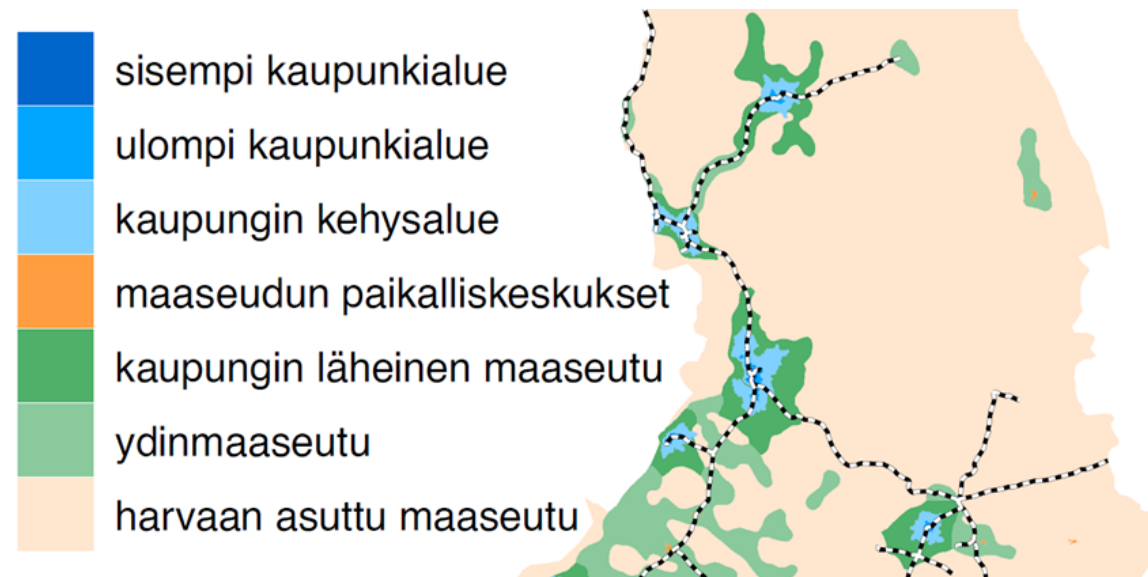 sisempi kaupunkialue
ulompi kaupunkialue
kaupungin kehysalue
maaseudun paikalliskeskukset
kaupungin läheinen maaseutu
ydinmaaseutu
harvaan asuttu maaseutu